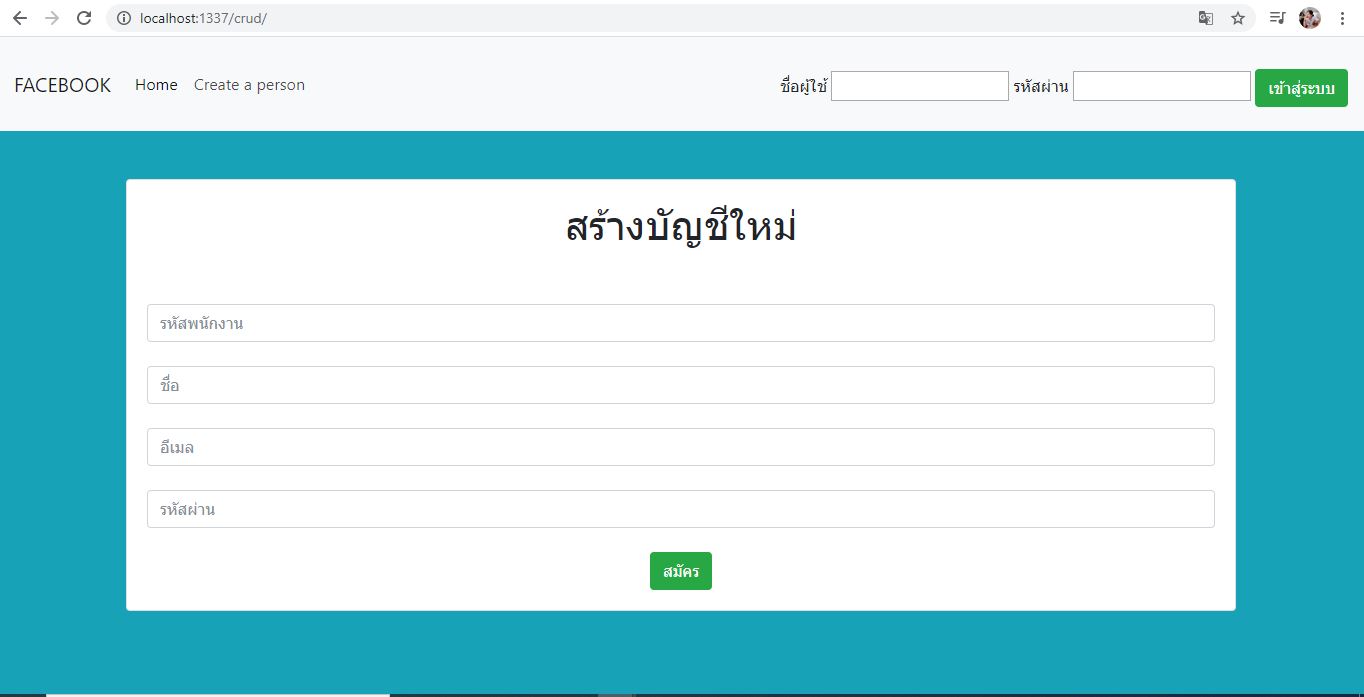 localhost:1337/crud/
FACEBOOK Home Create a person ชื่อผู้ใช้ รหัสผ่าน เข้าสู่ระบบ
สร้างบัญชีใหม่
รหัสพนักงาน
ชื่อ
อีเมล
รหัสผ่าน
สมัคร